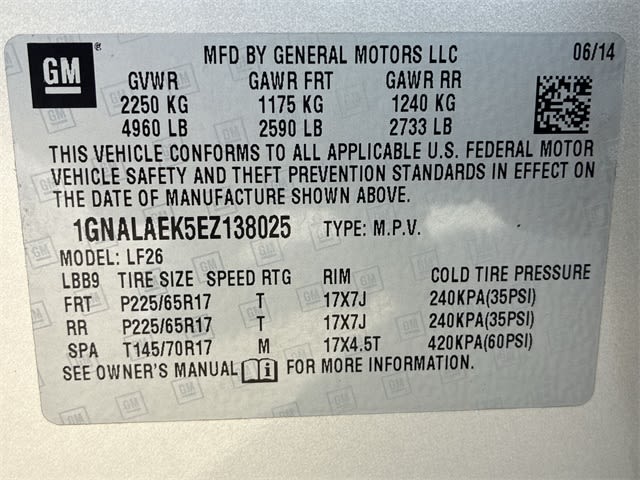 GM
MFD BY GENERAL MOTORS LLC 06/14
GVWR GAWR FRT GAWR RR
2250 KG 1175 KG 1240 KG
4960 LB 2590 LB 2733 LB
THIS VEHICLE CONFORMS TO ALL APPLICABLE U.S. FEDERAL MOTOR
VEHICLE SAFETY AND THEFT PREVENTION STANDARDS IN EFFECT ON
THE DATE OF MANUFACTURE SHOWN ABOVE.
1GNALAEK5EZ138025 TYPE: M.P.V.
MODEL: LF26
LBB9 TIRE SIZE SPEED RTG RIM COLD TIRE PRESSURE
FRT P225/65R17 T 17X7J 240KPA(35PSI)
RR P225/65R17 T 17X7J 240KPA(35PSI)
SPA T145/70R17 M 17X4.5T 420KPA(60PSI)
SEE OWNER'S MANUAL i FOR MORE INFORMATION.